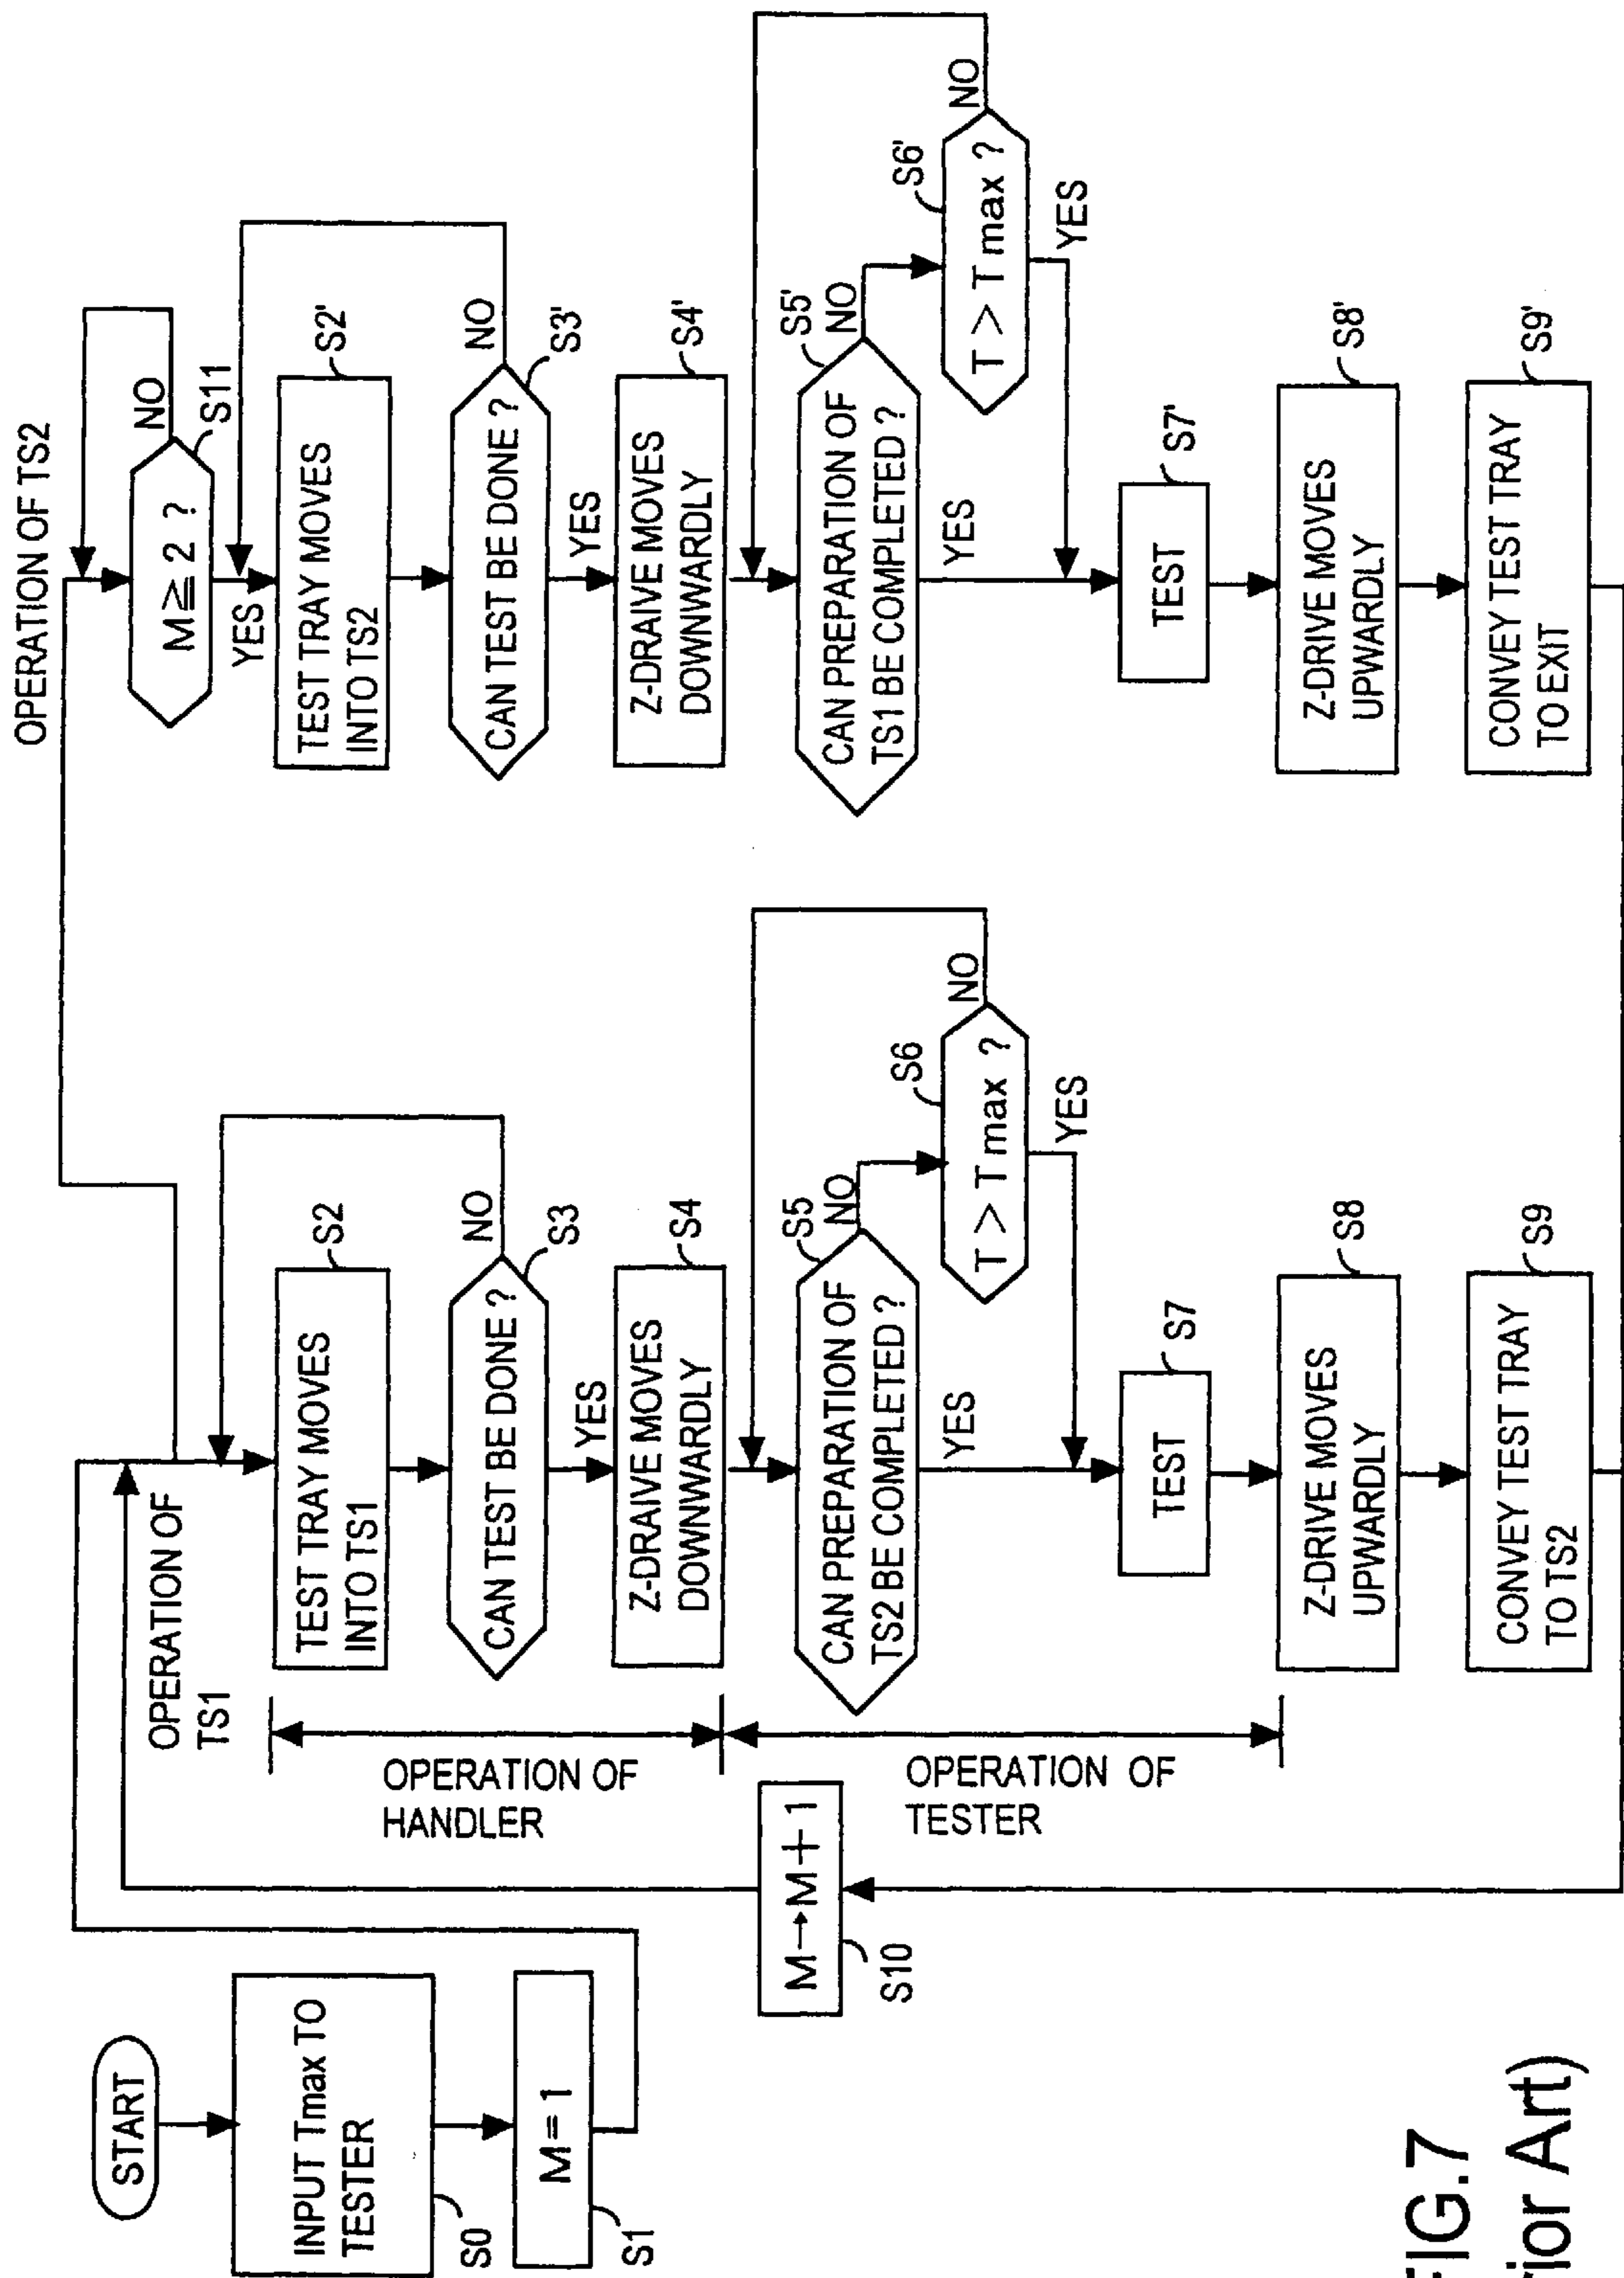 START
INPUT Tmax TO
TESTER
S0
M=1
S1
OPERATION OF
TS1
TEST TRAY MOVES
INTO TS1
S2
CAN TEST BE DONE ?
S3
NO
YES
Z-DRAIVE MOVES
DOWNWARDLY
S4
CAN PREPARATION OF
TS2 BE COMPLETED ?
S5
NO
YES
T > Tmax ?
S6
NO
YES
TEST
S7
Z-DRIVE MOVES
UPWARDLY
S8
CONVEY TEST TRAY
TO TS2
S9
OPERATION OF
HANDLER
OPERATION OF
TESTER
M→M+1
S10
OPERATION OF TS2
M≧2 ?
NO
S11
YES
TEST TRAY MOVES
INTO TS2
S2'
CAN TEST BE DONE ?
S3'
NO
YES
Z-DRAIVE MOVES
DOWNWARDLY
S4'
CAN PREPARATION OF
TS1 BE COMPLETED ?
S5'
NO
YES
T > Tmax ?
S6'
NO
YES
TEST
S7'
Z-DRIVE MOVES
UPWARDLY
S8'
CONVEY TEST TRAY
TO EXIT
S9'
FIG.7
Art)